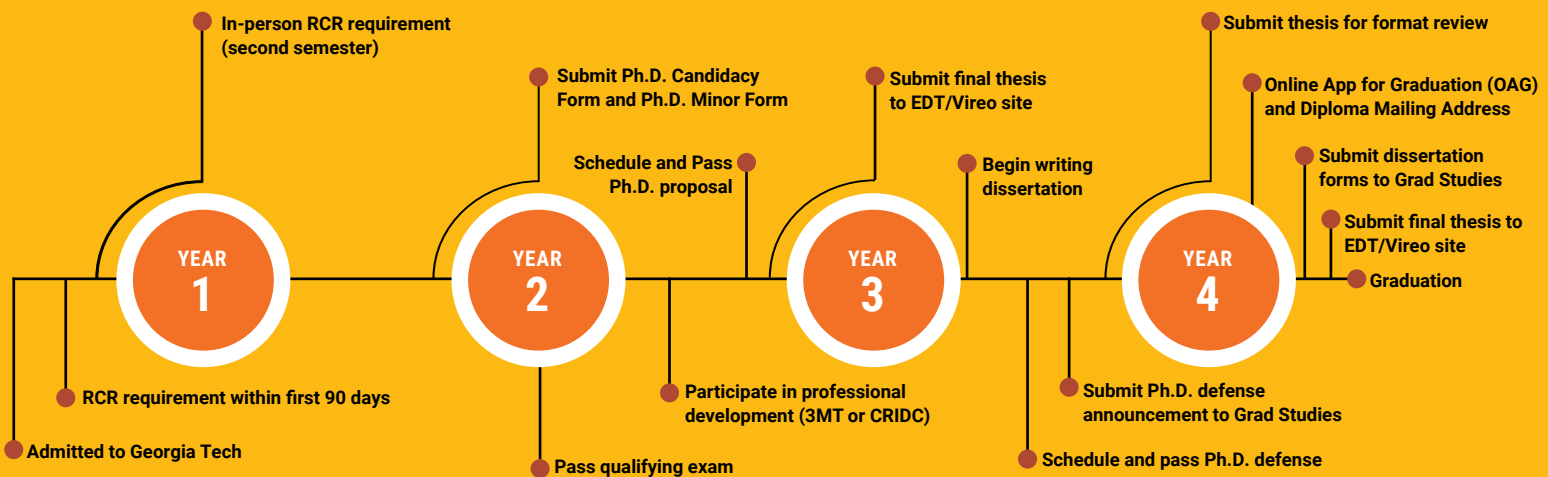 In-person RCR requirement
(second semester)
Submit Ph.D. Candidacy
Form and Ph.D. Minor Form
Schedule and Pass
Ph.D. proposal
Submit final thesis
to EDT/Vireo site
Begin writing
dissertation
Submit thesis for format review
Online App for Graduation (OAG)
and Diploma Mailing Address
Submit dissertation
forms to Grad Studies
Submit final thesis to
EDT/Vireo site
Graduation
YEAR
1
YEAR
2
YEAR
3
YEAR
4
RCR requirement within first 90 days
Admitted to Georgia Tech
Pass qualifying exam
Participate in professional
development (3MT or CRIDC)
Submit Ph.D. defense
announcement to Grad Studies
Schedule and pass Ph.D. defense